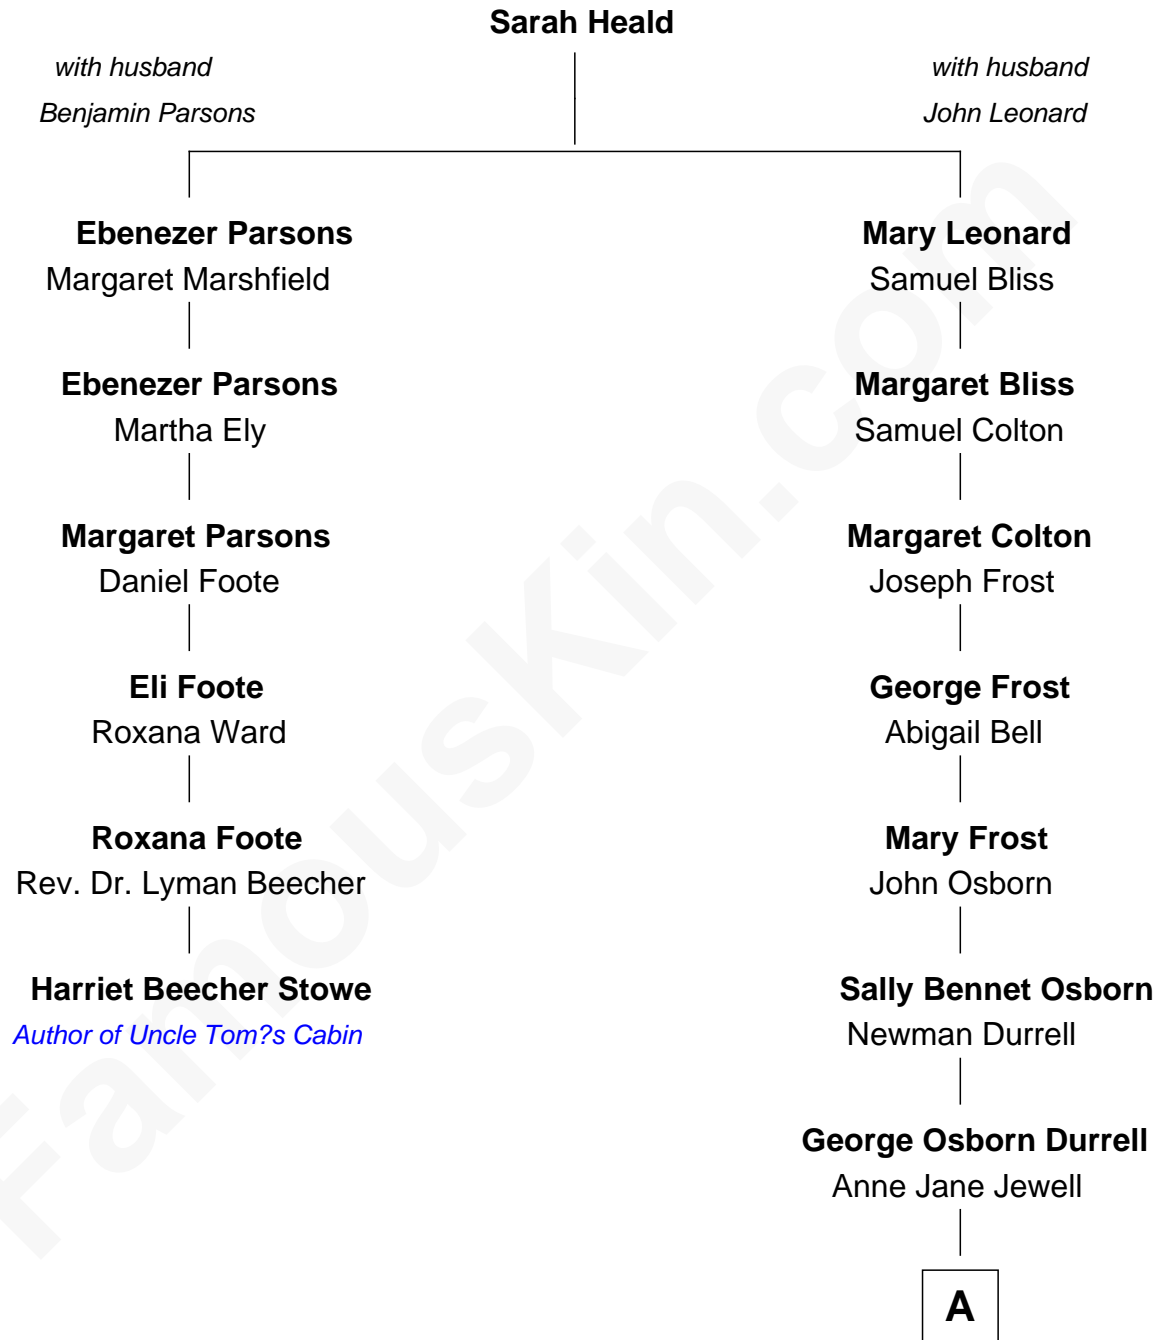 Sarah Heald
with husband
Benjamin Parsons
with husband
John Leonard
Ebenezer Parsons
Margaret Marshfield
Mary Leonard
Samuel Bliss
Ebenezer Parsons
Martha Ely
Margaret Bliss
Samuel Colton
Margaret Parsons
Daniel Foote
Margaret Colton
Joseph Frost
Eli Foote
Roxana Ward
George Frost
Abigail Bell
Roxana Foote
Rev. Dr. Lyman Beecher
Mary Frost
John Osborn
Harriet Beecher Stowe
Author of Uncle Tom?s Cabin
Sally Bennet Osborn
Newman Durrell
George Osborn Durrell
Anne Jane Jewell
A
FamousKin.com